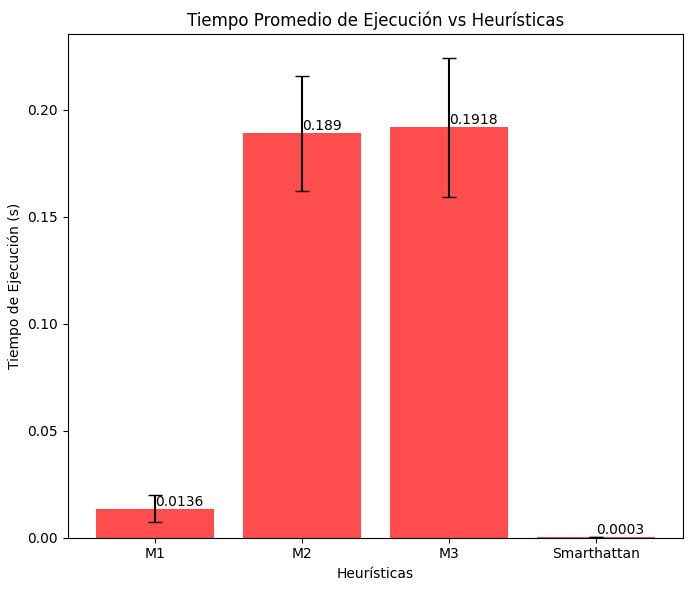 Tiempo Promedio de Ejecución vs Heurísticas
Tiempo de Ejecución (s)
0.20
0.15
0.10
0.05
0.00
0.0136
0.189
0.1918
0.0003
M1
M2
M3
Smarthattan
Heurísticas